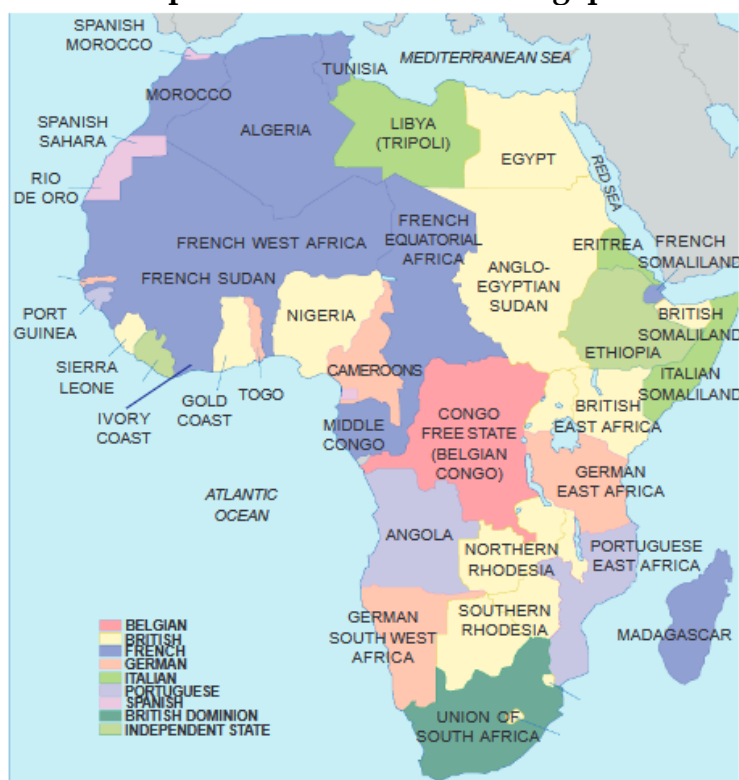 SPANISH
MOROCCO
MEDITERRANEAN SEA
TUNISIA
MOROCCO
ALGERIA
LIBYA
(TRIPOLI)
EGYPT
SPANISH
SAHARA
RIO
DE ORO
RED SEA
FRENCH WEST AFRICA
FRENCH
EQUATORIAL
AFRICA
ERITREA
FRENCH
SOMALILAND
FRENCH SUDAN
ANGLO-
EGYPTIAN
SUDAN
PORT
GUINEA
NIGERIA
BRITISH
SOMALILAND
ETHIOPIA
SIERRA
LEONE
ITALIAN
SOMALILAND
CAMEROONS
GOLD
COAST
TOGO
IVORY
COAST
MIDDLE
CONGO
CONGO
FREE STATE
(BELGIAN
CONGO)
BRITISH
EAST AFRICA
GERMAN
EAST AFRICA
ATLANTIC
OCEAN
ANGOLA
NORTHERN
RHODESIA
PORTUGUESE
EAST AFRICA
GERMAN
SOUTH WEST
AFRICA
SOUTHERN
RHODESIA
MADAGASCAR
UNION OF
SOUTH AFRICA
BELGIAN
BRITISH
FRENCH
GERMAN
ITALIAN
PORTUGUESE
SPANISH
BRITISH DOMINION
INDEPENDENT STATE